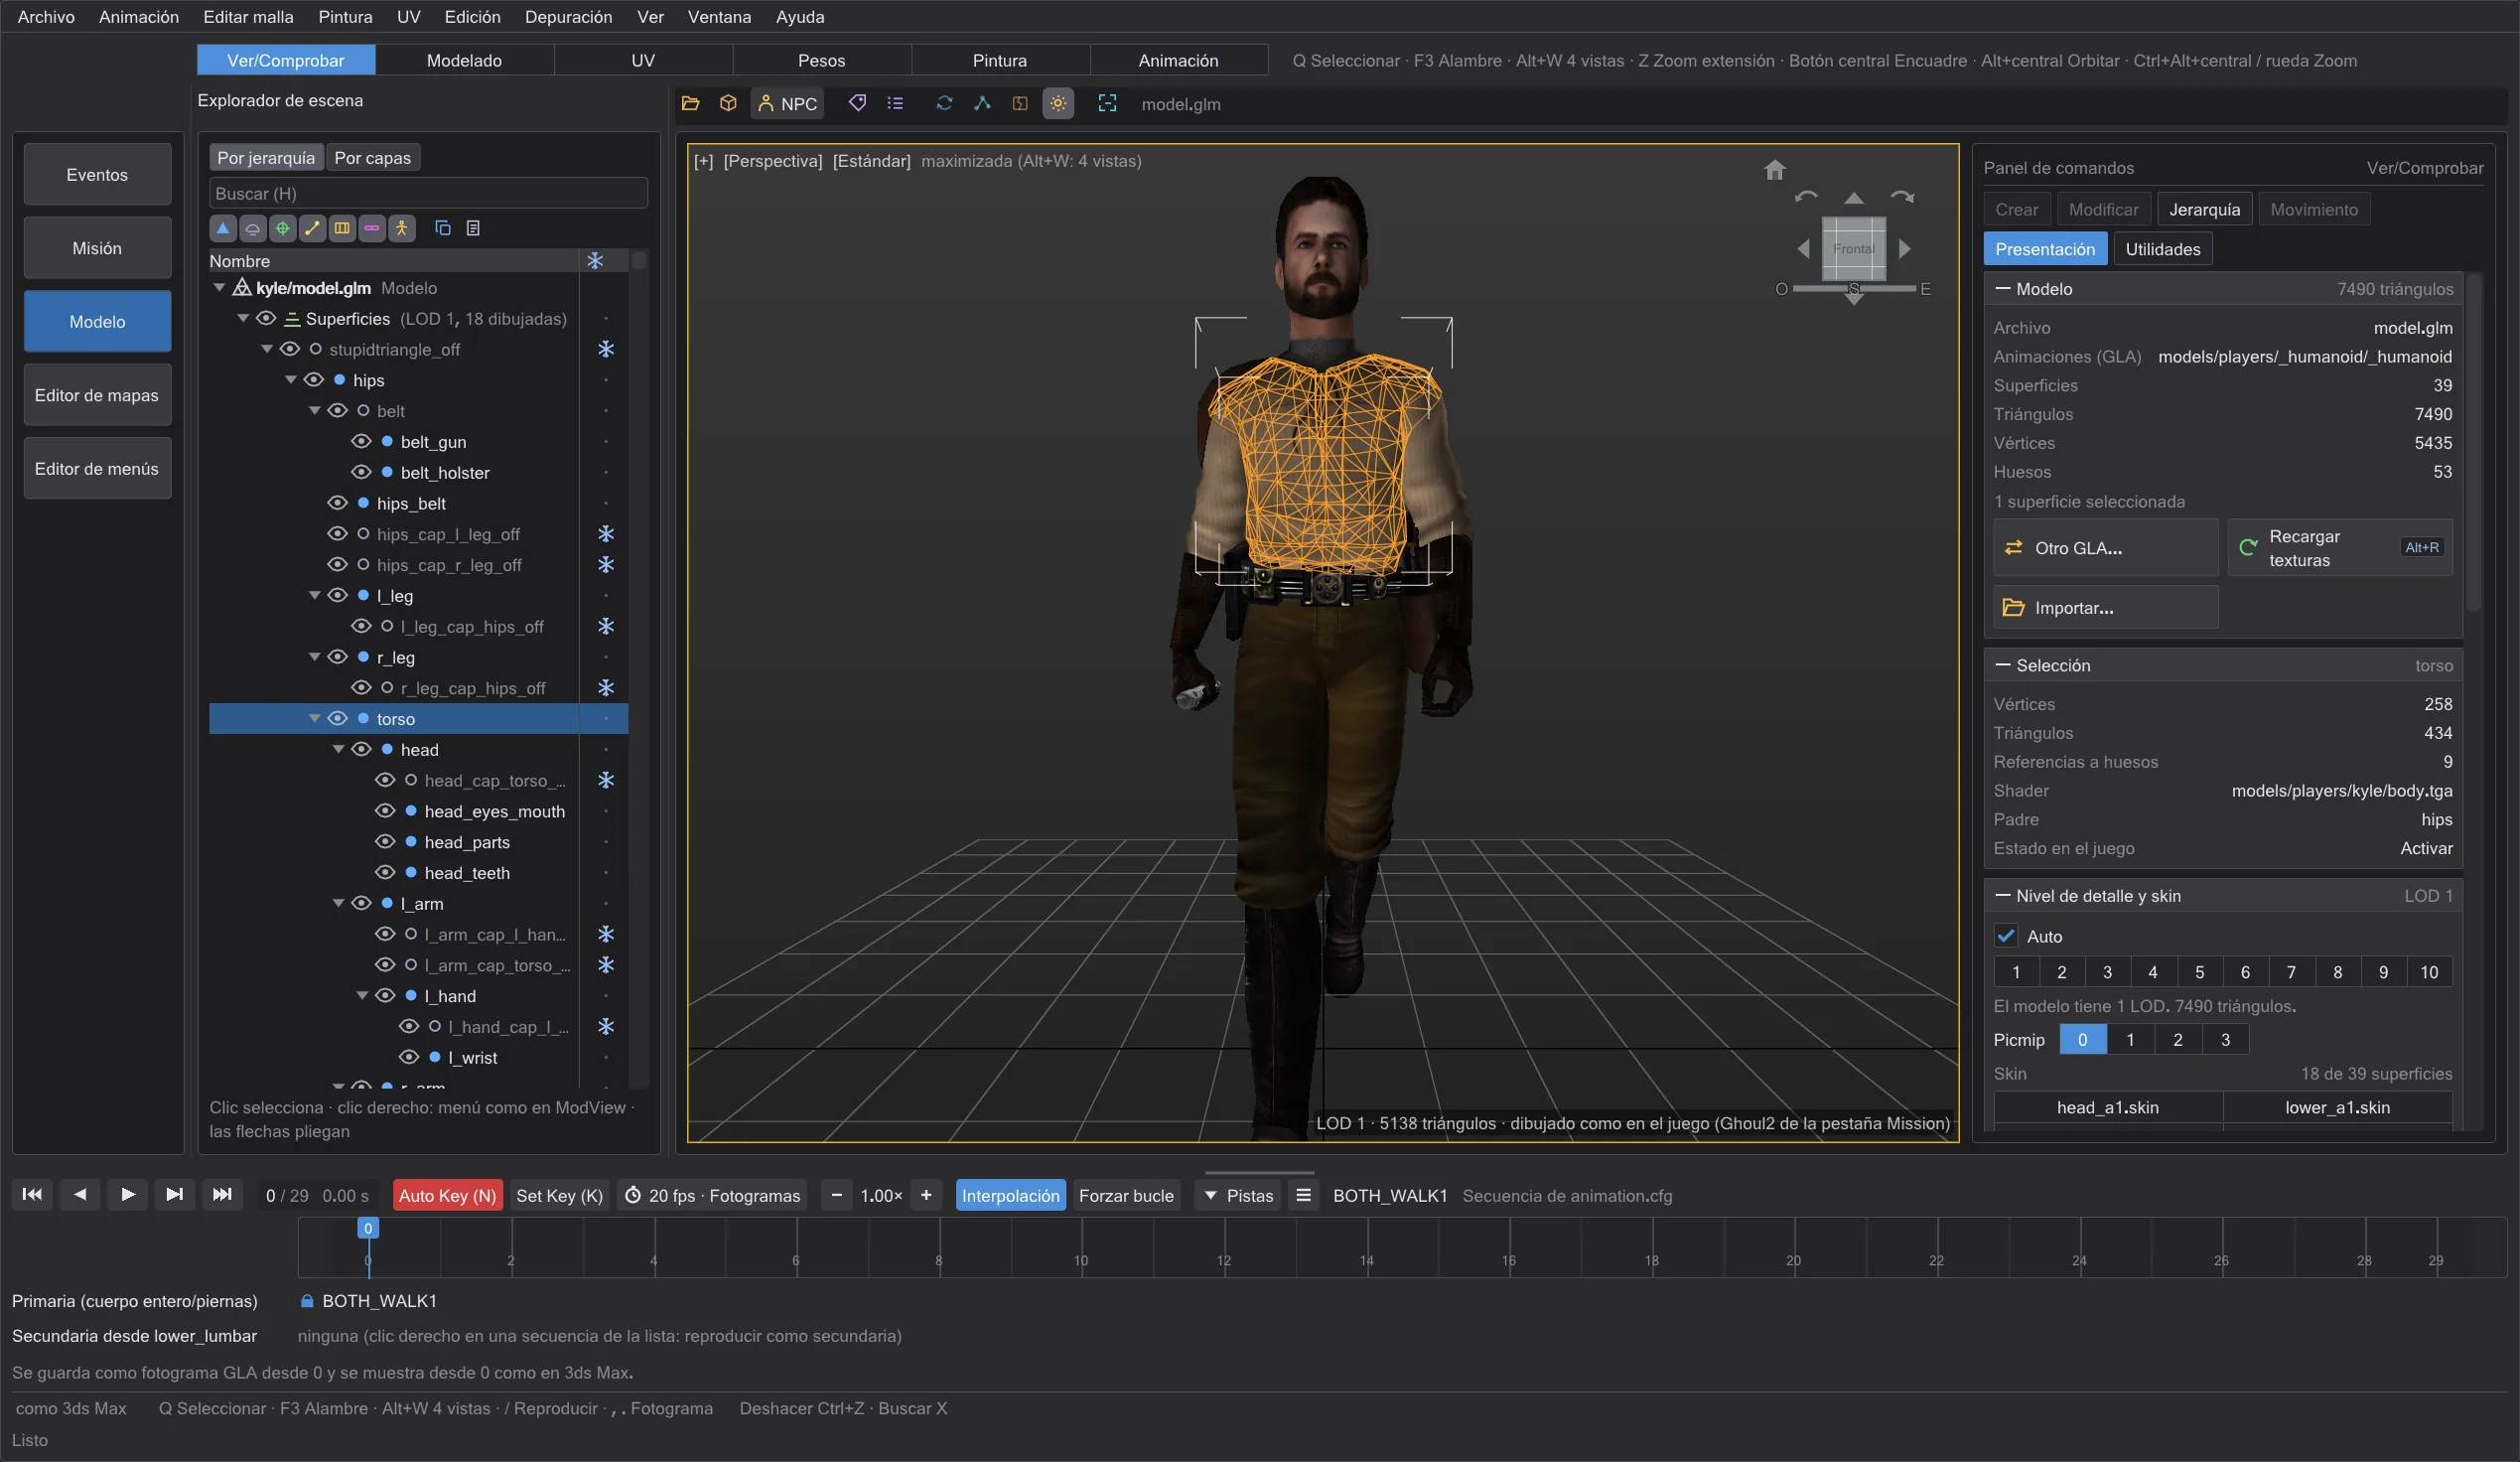 Archivo Animación Editar malla Pintura UV Edición Depuración Ver Ventana Ayuda
Ver/Comprobar Modelado UV Pesos Pintura Animación Q Seleccionar · F3 Alambre · Alt+W 4 vistas · Z Zoom extensión · Botón central Encuadre · Alt+central Orbitar · Ctrl+Alt+central / rueda Zoom
Explorador de escena
NPC model.glm
Eventos
Misión
Modelo
Editor de mapas
Editor de menús
Por jerarquía Por capas
Buscar (H)
Nombre
kyle/model.glm Modelo
Superficies (LOD 1, 18 dibujadas)
stupidtriangle_off
hips
belt
belt_gun
belt_holster
hips_belt
hips_cap_l_leg_off
hips_cap_r_leg_off
l_leg
l_leg_cap_hips_off
r_leg
r_leg_cap_hips_off
torso
head
head_cap_torso_...
head_eyes_mouth
head_parts
head_teeth
l_arm
l_arm_cap_l_han...
l_arm_cap_torso_...
l_hand
l_hand_cap_l_...
l_wrist
r_arm
Clic selecciona · clic derecho: menú como en ModView ·
las flechas pliegan
[+] [Perspectiva] [Estándar] maximizada (Alt+W: 4 vistas)
Frontal
O S E
LOD 1 · 5138 triángulos · dibujado como en el juego (Ghoul2 de la pestaña Mission)
Panel de comandos Ver/Comprobar
Crear Modificar Jerarquía Movimiento
Presentación Utilidades
Modelo 7490 triángulos
Archivo model.glm
Animaciones (GLA) models/players/_humanoid/_humanoid
Superficies 39
Triángulos 7490
Vértices 5435
Huesos 53
1 superficie seleccionada
Otro GLA... Recargar texturas Alt+R
Importar...
Selección torso
Vértices 258
Triángulos 434
Referencias a huesos 9
Shader models/players/kyle/body.tga
Padre hips
Estado en el juego Activar
Nivel de detalle y skin LOD 1
Auto
1 2 3 4 5 6 7 8 9 10
El modelo tiene 1 LOD. 7490 triángulos.
Picmip 0 1 2 3
Skin 18 de 39 superficies
head_a1.skin lower_a1.skin
0 / 29 0.00 s Auto Key (N) Set Key (K) 20 fps · Fotogramas − 1.00× + Interpolación Forzar bucle Pistas BOTH_WALK1 Secuencia de animation.cfg
0
0 2 4 6 8 10 12 14 16 18 20 22 24 26 28 29
Primaria (cuerpo entero/piernas) BOTH_WALK1
Secundaria desde lower_lumbar ninguna (clic derecho en una secuencia de la lista: reproducir como secundaria)
Se guarda como fotograma GLA desde 0 y se muestra desde 0 como en 3ds Max.
como 3ds Max Q Seleccionar · F3 Alambre · Alt+W 4 vistas · / Reproducir · , . Fotograma Deshacer Ctrl+Z · Buscar X
Listo